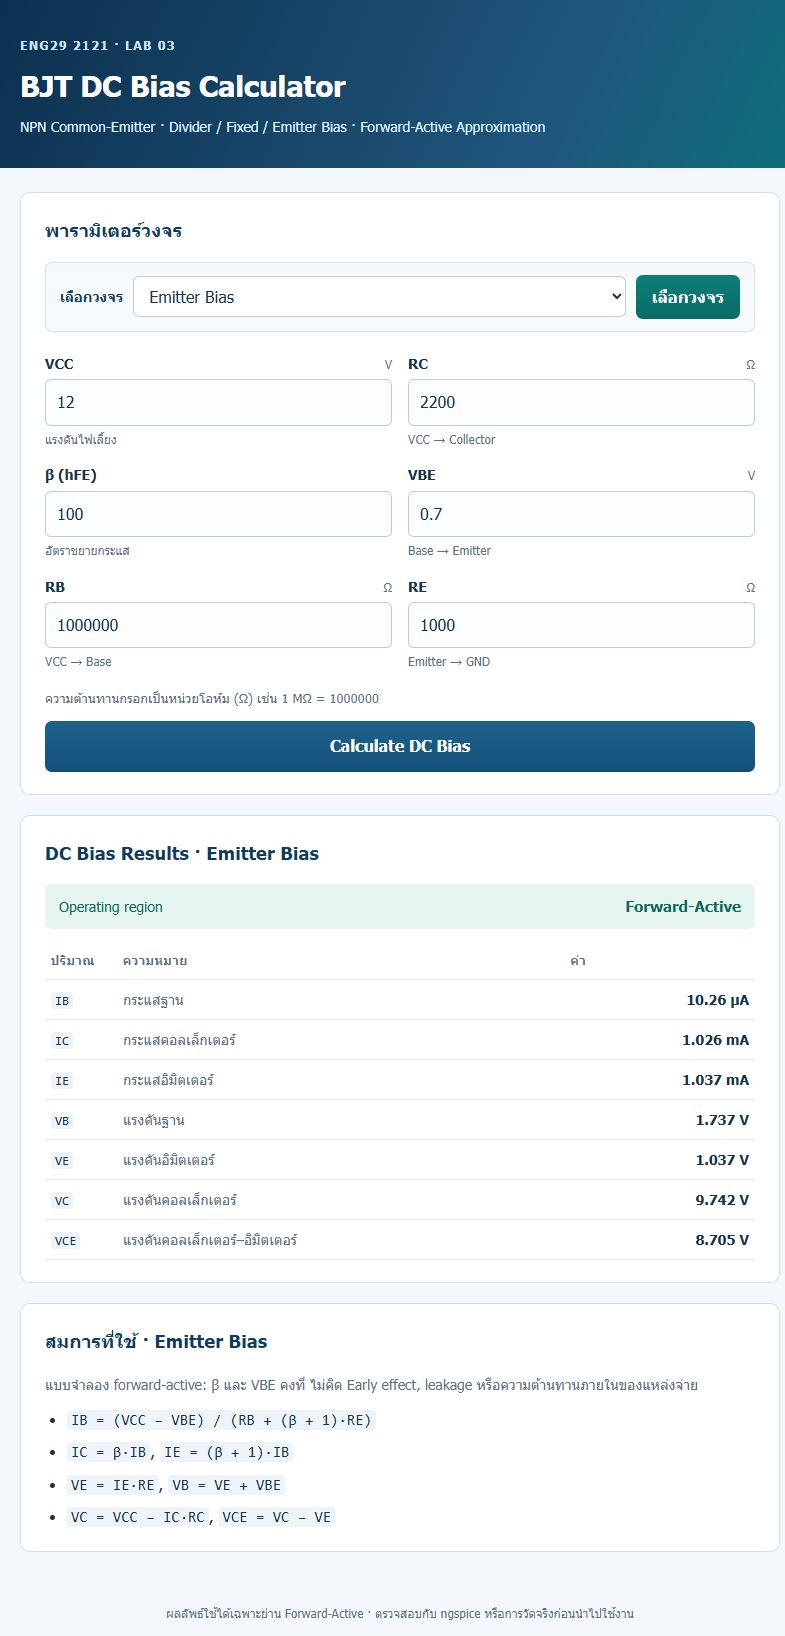 ENG29 2121 · LAB 03
BJT DC Bias Calculator
NPN Common-Emitter · Divider / Fixed / Emitter Bias · Forward-Active Approximation
พารามิเตอร์วงจร
เลือกวงจร Emitter Bias เลือกวงจร
VCC V RC Ω
12 2200
แรงดันไฟเลี้ยง VCC → Collector
β (hFE) VBE V
100 0.7
อัตราขยายกระแส Base → Emitter
RB Ω RE Ω
1000000 1000
VCC → Base Emitter → GND
ความต้านทานกรอกเป็นหน่วยโอห์ม (Ω) เช่น 1 MΩ = 1000000
Calculate DC Bias
DC Bias Results · Emitter Bias
Operating region Forward-Active
ปริมาณ ความหมาย ค่า
IB กระแสฐาน 10.26 µA
IC กระแสคอลเล็กเตอร์ 1.026 mA
IE กระแสอิมิตเตอร์ 1.037 mA
VB แรงดันฐาน 1.737 V
VE แรงดันอิมิตเตอร์ 1.037 V
VC แรงดันคอลเล็กเตอร์ 9.742 V
VCE แรงดันคอลเล็กเตอร์–อิมิตเตอร์ 8.705 V
สมการที่ใช้ · Emitter Bias
แบบจำลอง forward-active: β และ VBE คงที่ ไม่คิด Early effect, leakage หรือความต้านทานภายในของแหล่งจ่าย
• IB = (VCC − VBE) / (RB + (β + 1)·RE)
• IC = β·IB, IE = (β + 1)·IB
• VE = IE·RE, VB = VE + VBE
• VC = VCC − IC·RC, VCE = VC − VE
ผลลัพธ์ใช้ได้เฉพาะย่าน Forward-Active · ตรวจสอบกับ ngspice หรือการวัดจริงก่อนนำไปใช้งาน